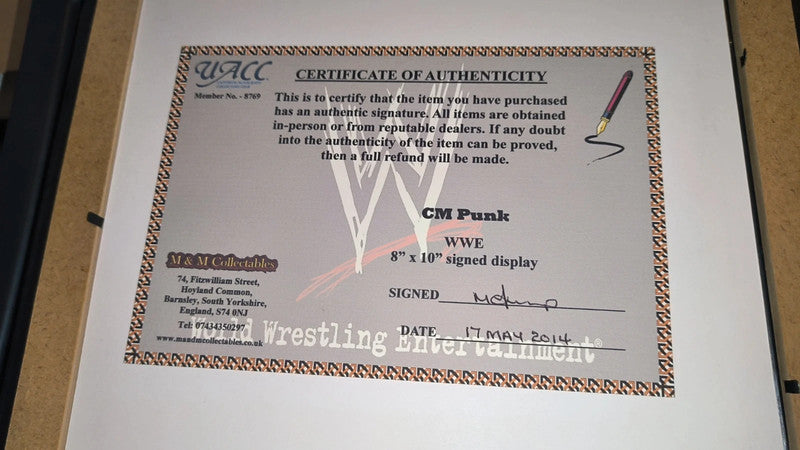 UACC
Member No. - 8769
CERTIFICATE OF AUTHENTICITY
This is to certify that the item you have purchased
has an authentic signature. All items are obtained
in-person or from reputable dealers. If any doubt
into the authenticity of the item can be proved,
then a full refund will be made.
CM Punk
WWE
8” x 10” signed display
M & M Collectables
74, Fitzwilliam Street,
Hoyland Common,
Barnsley, South Yorkshire,
England, S74 0NJ
Tel: 07434350297
www.mandmcollectables.co.uk
SIGNED
DATE 17 MAY 2014
World Wrestling Entertainment®